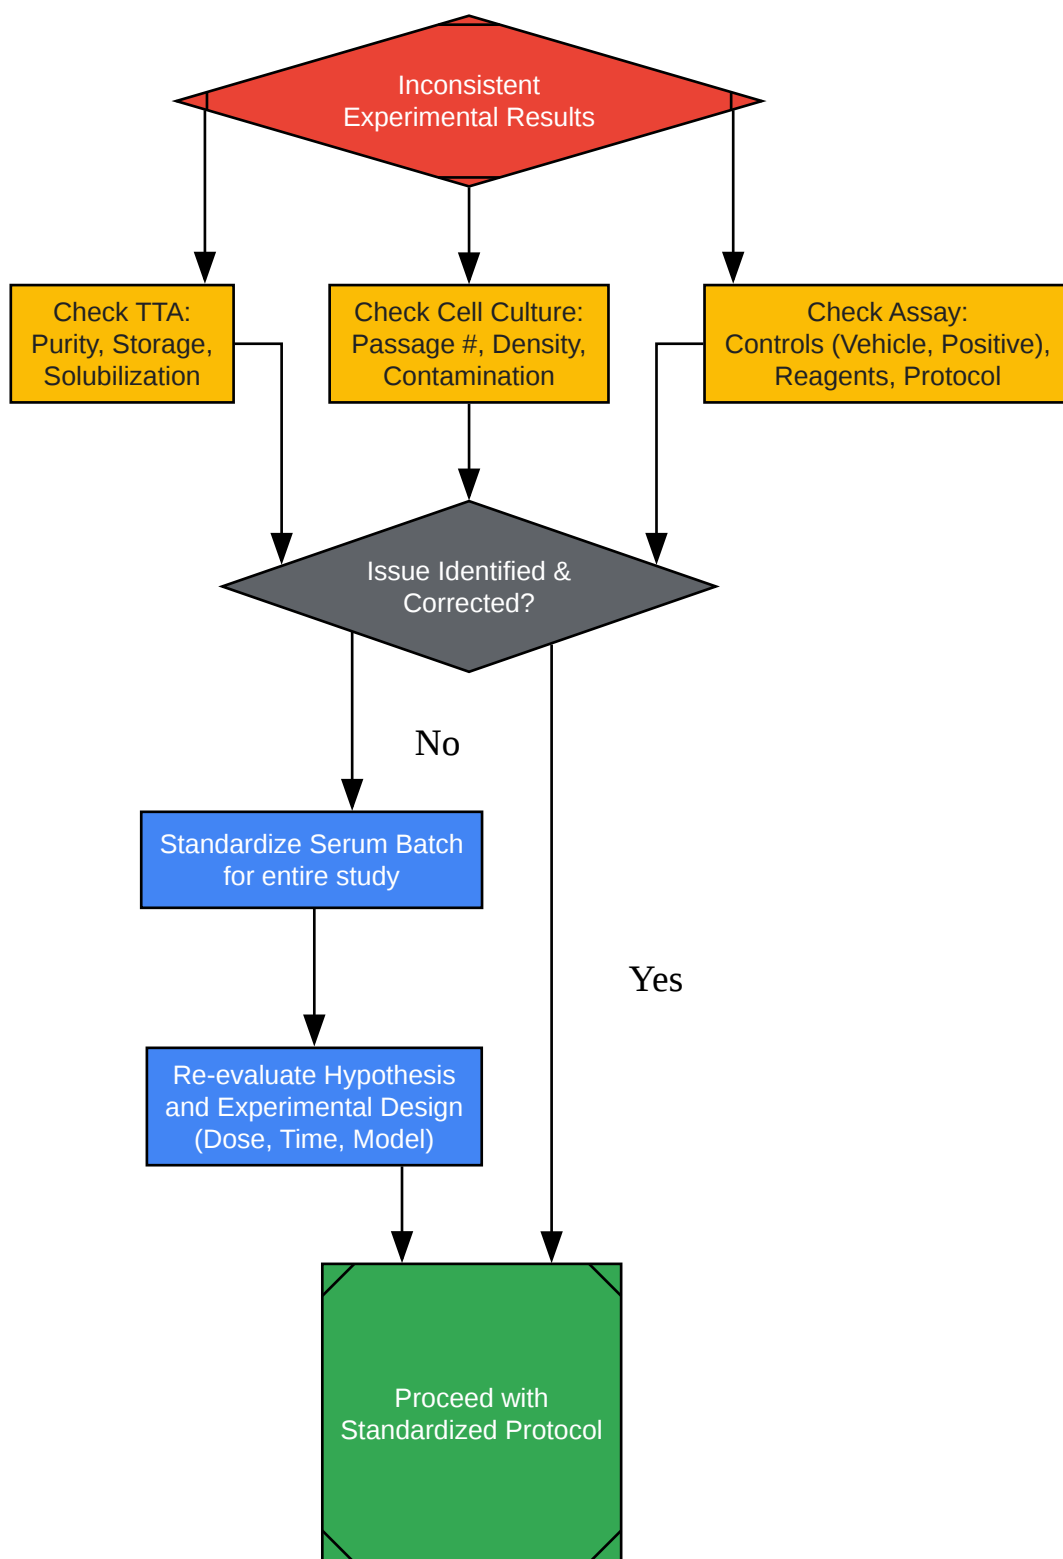 Inconsistent
Experimental Results
Check TTA:
Purity, Storage,
Solubilization
Check Cell Culture:
Passage #, Density,
Contamination
Check Assay:
Controls (Vehicle, Positive),
Reagents, Protocol
Issue Identified &
Corrected?
No
Standardize Serum Batch
for entire study
Yes
Re-evaluate Hypothesis
and Experimental Design
(Dose, Time, Model)
Proceed with
Standardized Protocol